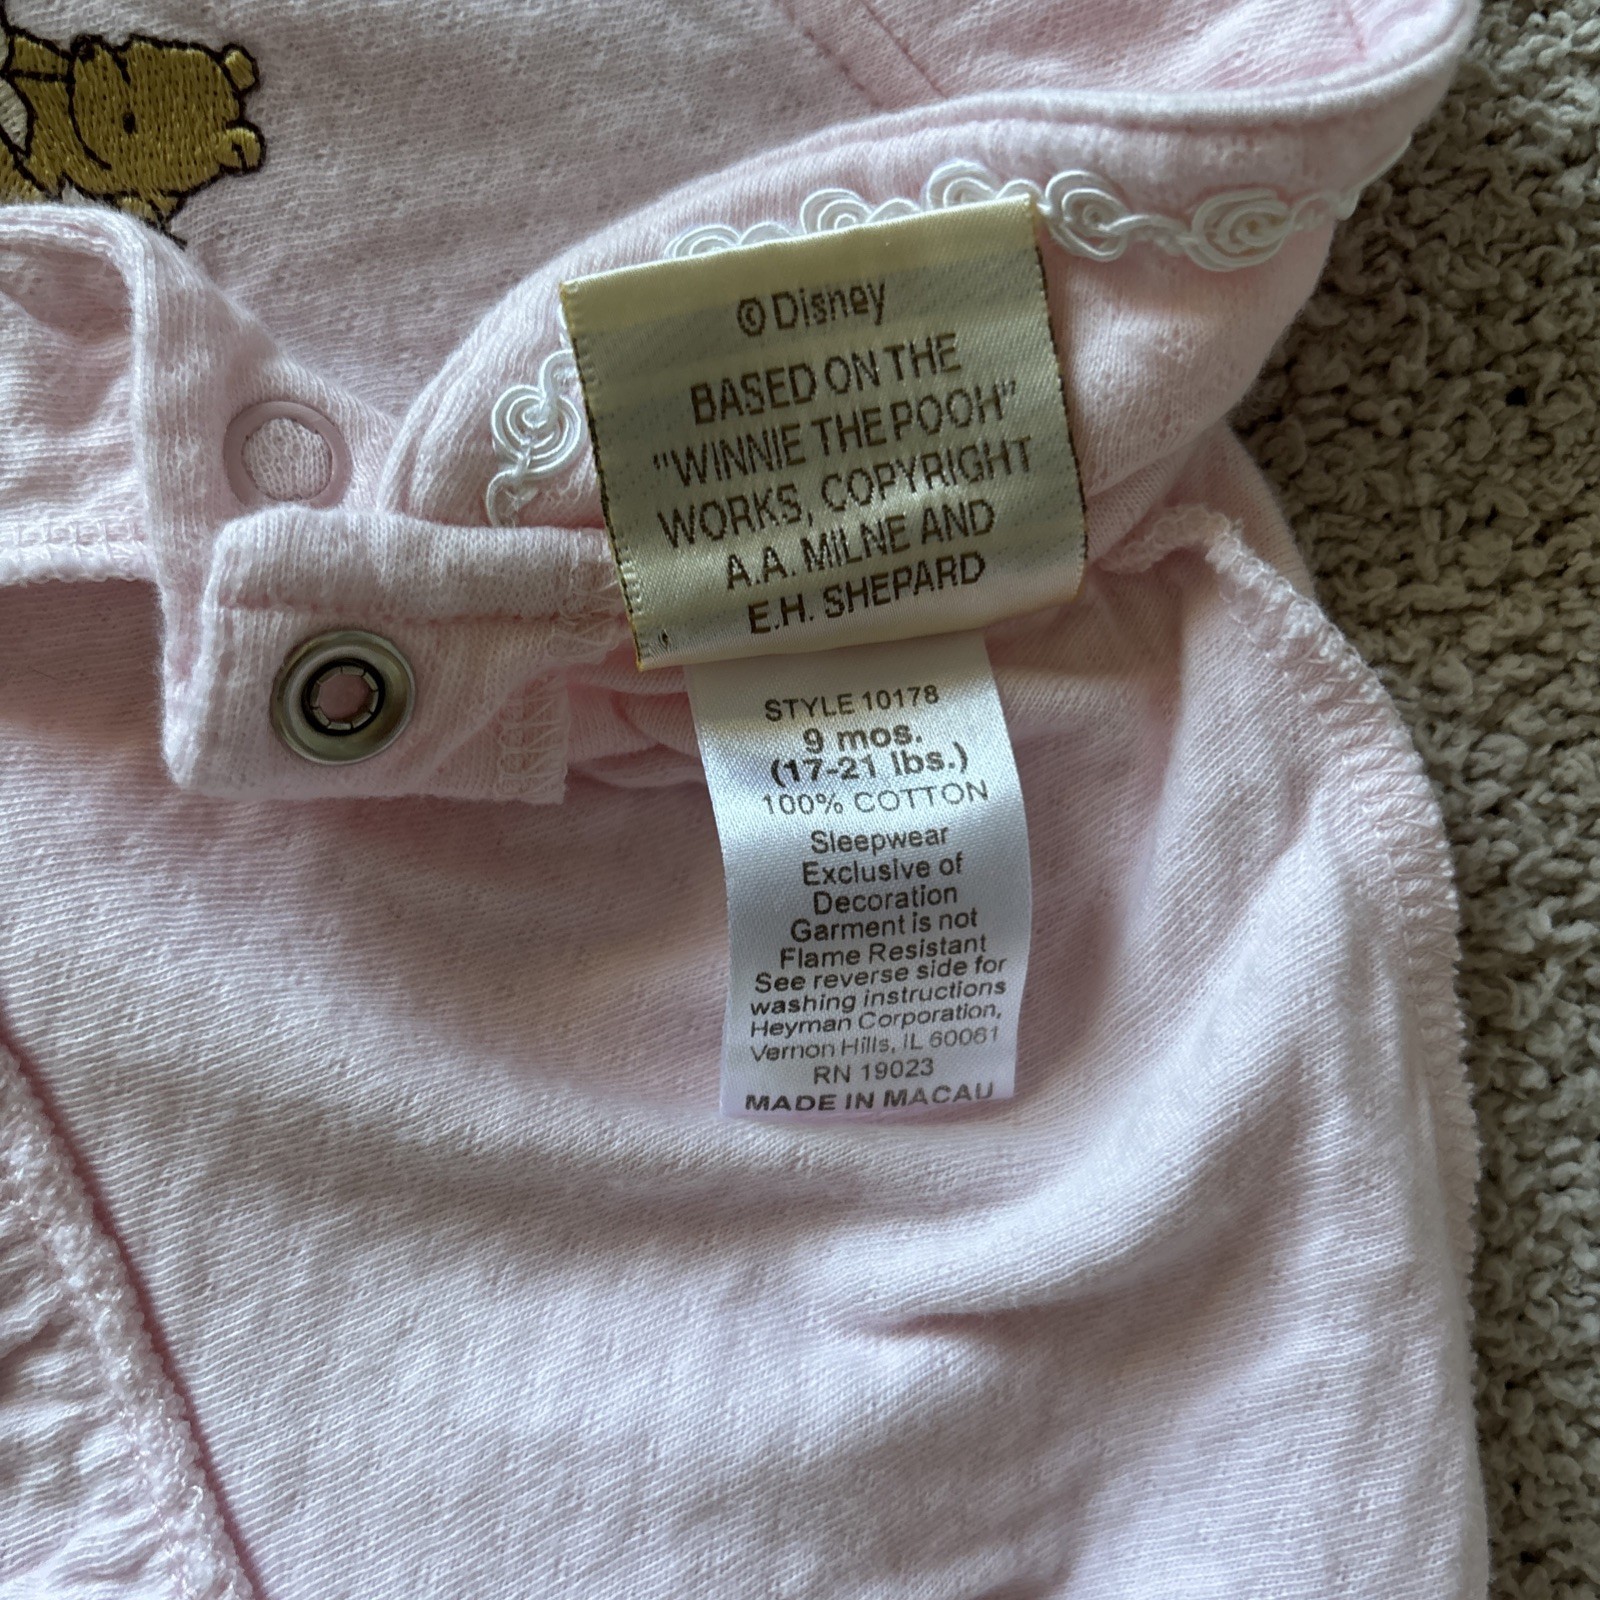 © Disney
BASED ON THE
"WINNIE THE POOH"
WORKS, COPYRIGHT
A.A. MILNE AND
E.H. SHEPARD
STYLE 10178
9 mos.
(17-21 lbs.)
100% COTTON
Sleepwear
Exclusive of
Decoration
Garment is not
Flame Resistant
See reverse side for
washing instructions
Heyman Corporation,
Vernon Hills, IL 60061
RN 19023
MADE IN MACAU